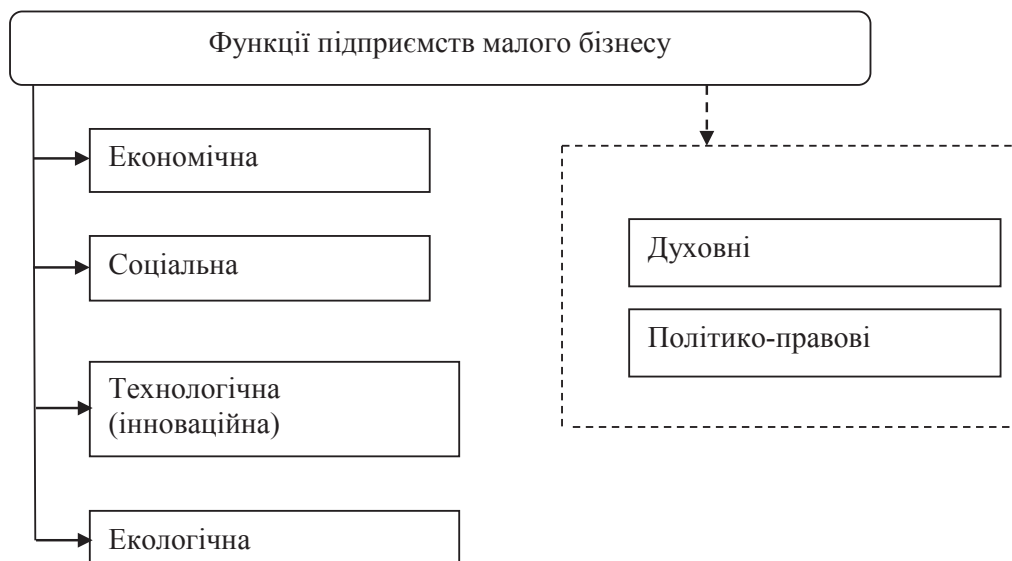 Функції підприємств малого бізнесу
Економічна
Соціальна
Технологічна
(інноваційна)
Екологічна
Духовні
Політико-правові